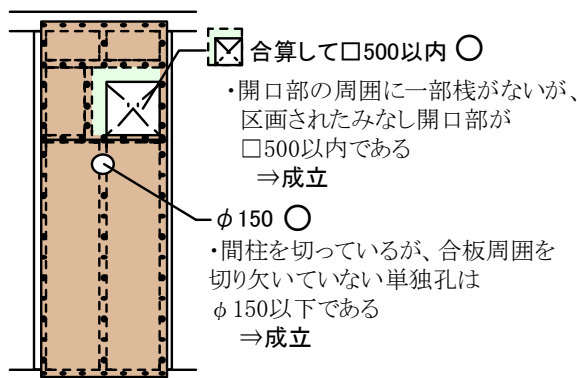 合算して□500以内 ○
・開口部の周囲に一部桟がないが、
区画されたみなし開口部が
□500以内である
⇒成立
φ150 ○
・間柱を切っているが、合板周囲を
切り欠いていない単独孔は
φ150以下である
⇒成立